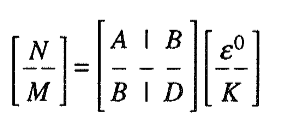 [N/M] = [A | B / B | D] [ε⁰/K]